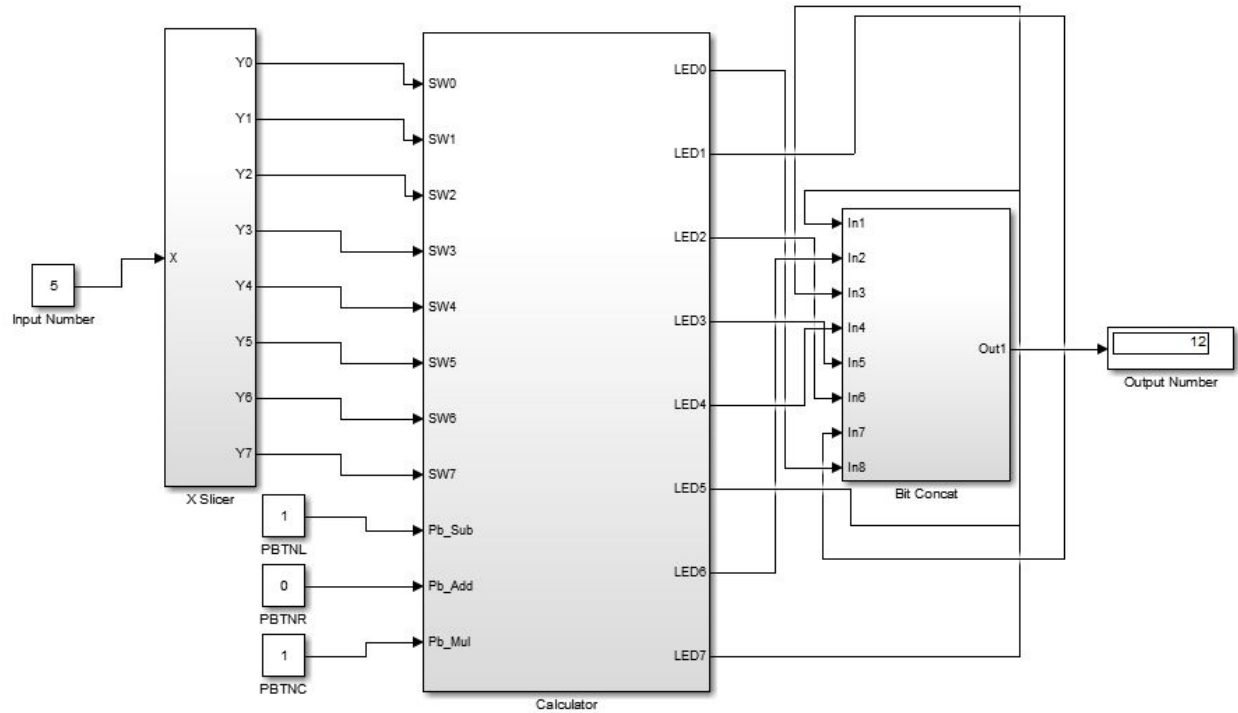 5
Input Number
X
Y0
Y1
Y2
Y3
Y4
Y5
Y6
Y7
X Slicer
1
PBTNL
0
PBTNR
1
PBTNC
SW0
SW1
SW2
SW3
SW4
SW5
SW6
SW7
Pb_Sub
Pb_Add
Pb_Mul
LED0
LED1
LED2
LED3
LED4
LED5
LED6
LED7
Calculator
In1
In2
In3
In4
In5
In6
In7
In8
Out1
Bit Concat
12
Output Number